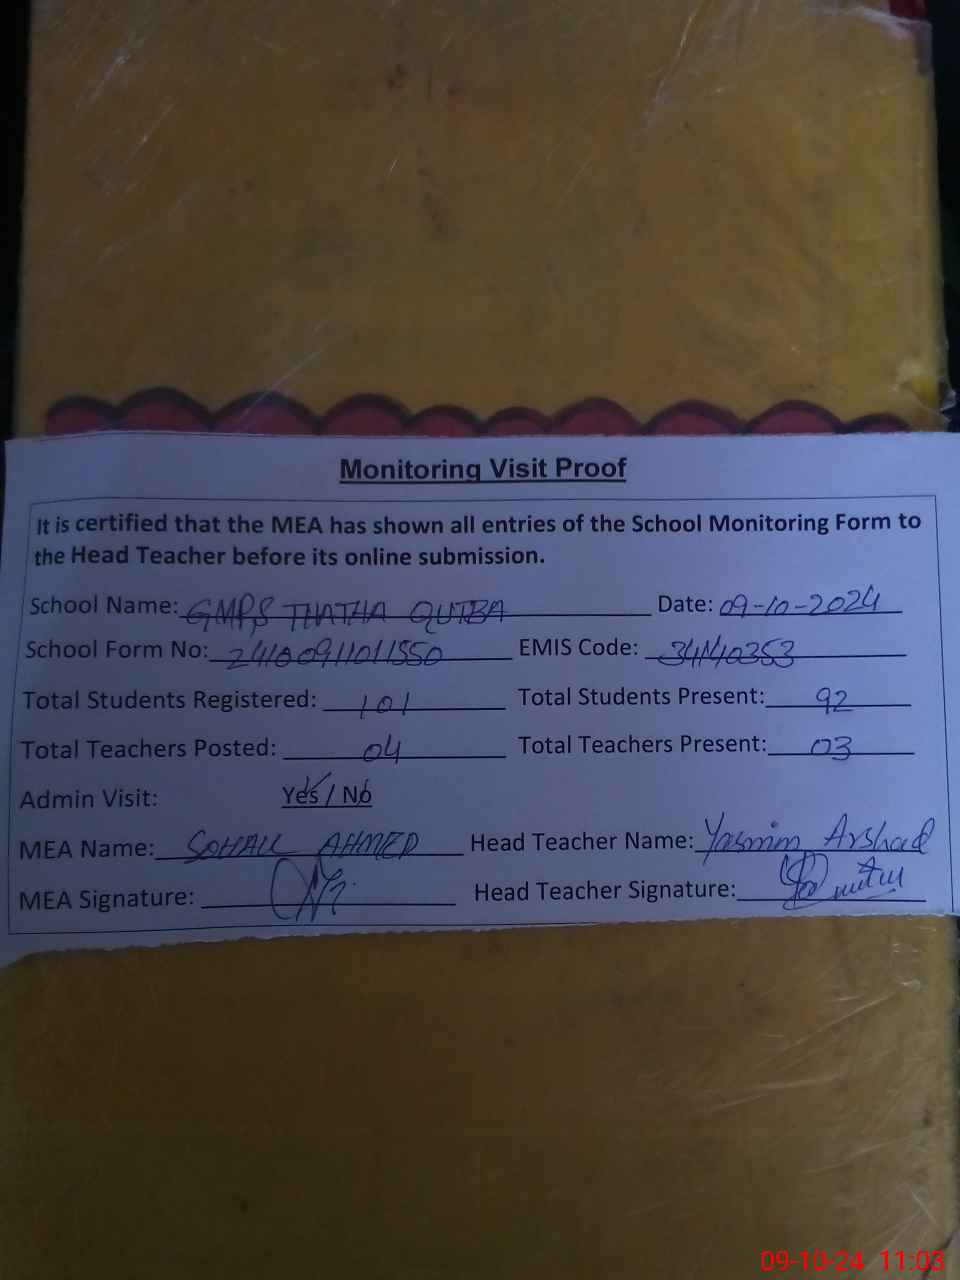 Monitoring Visit Proof
It is certified that the MEA has shown all entries of the School Monitoring Form to
the Head Teacher before its online submission.
School Name: GMPS THATHA QUTBA Date: 09-10-2024
School Form No: 24100911011550 EMIS Code: 34140353
Total Students Registered: 101 Total Students Present: 92
Total Teachers Posted: 04 Total Teachers Present: 03
Admin Visit: Yes / No
MEA Name: SOHAIL AHMED Head Teacher Name: Yasmim Arshad
MEA Signature: Head Teacher Signature:
09-10-24 11:03